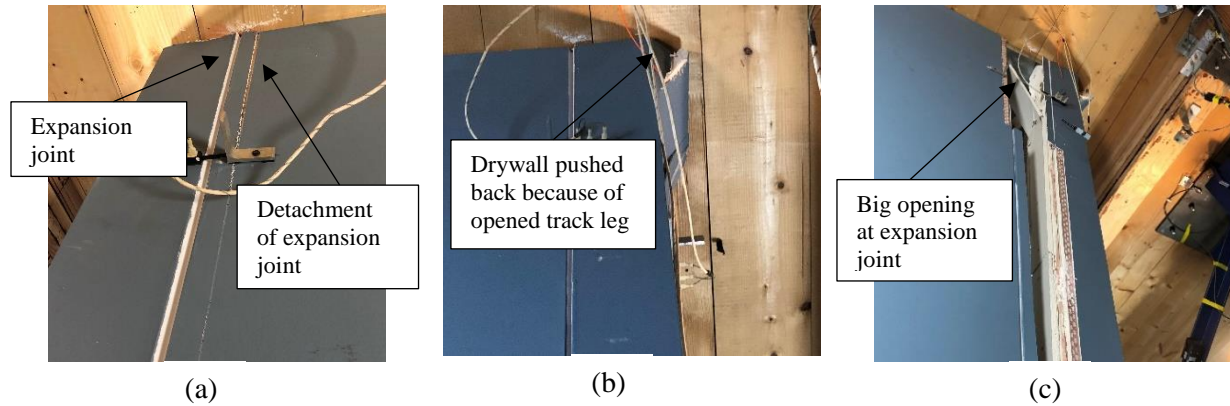 Expansion
joint
Detachment
of expansion
joint
Drywall pushed
back because of
opened track leg
Big opening
at expansion
joint
(a)
(b)
(c)